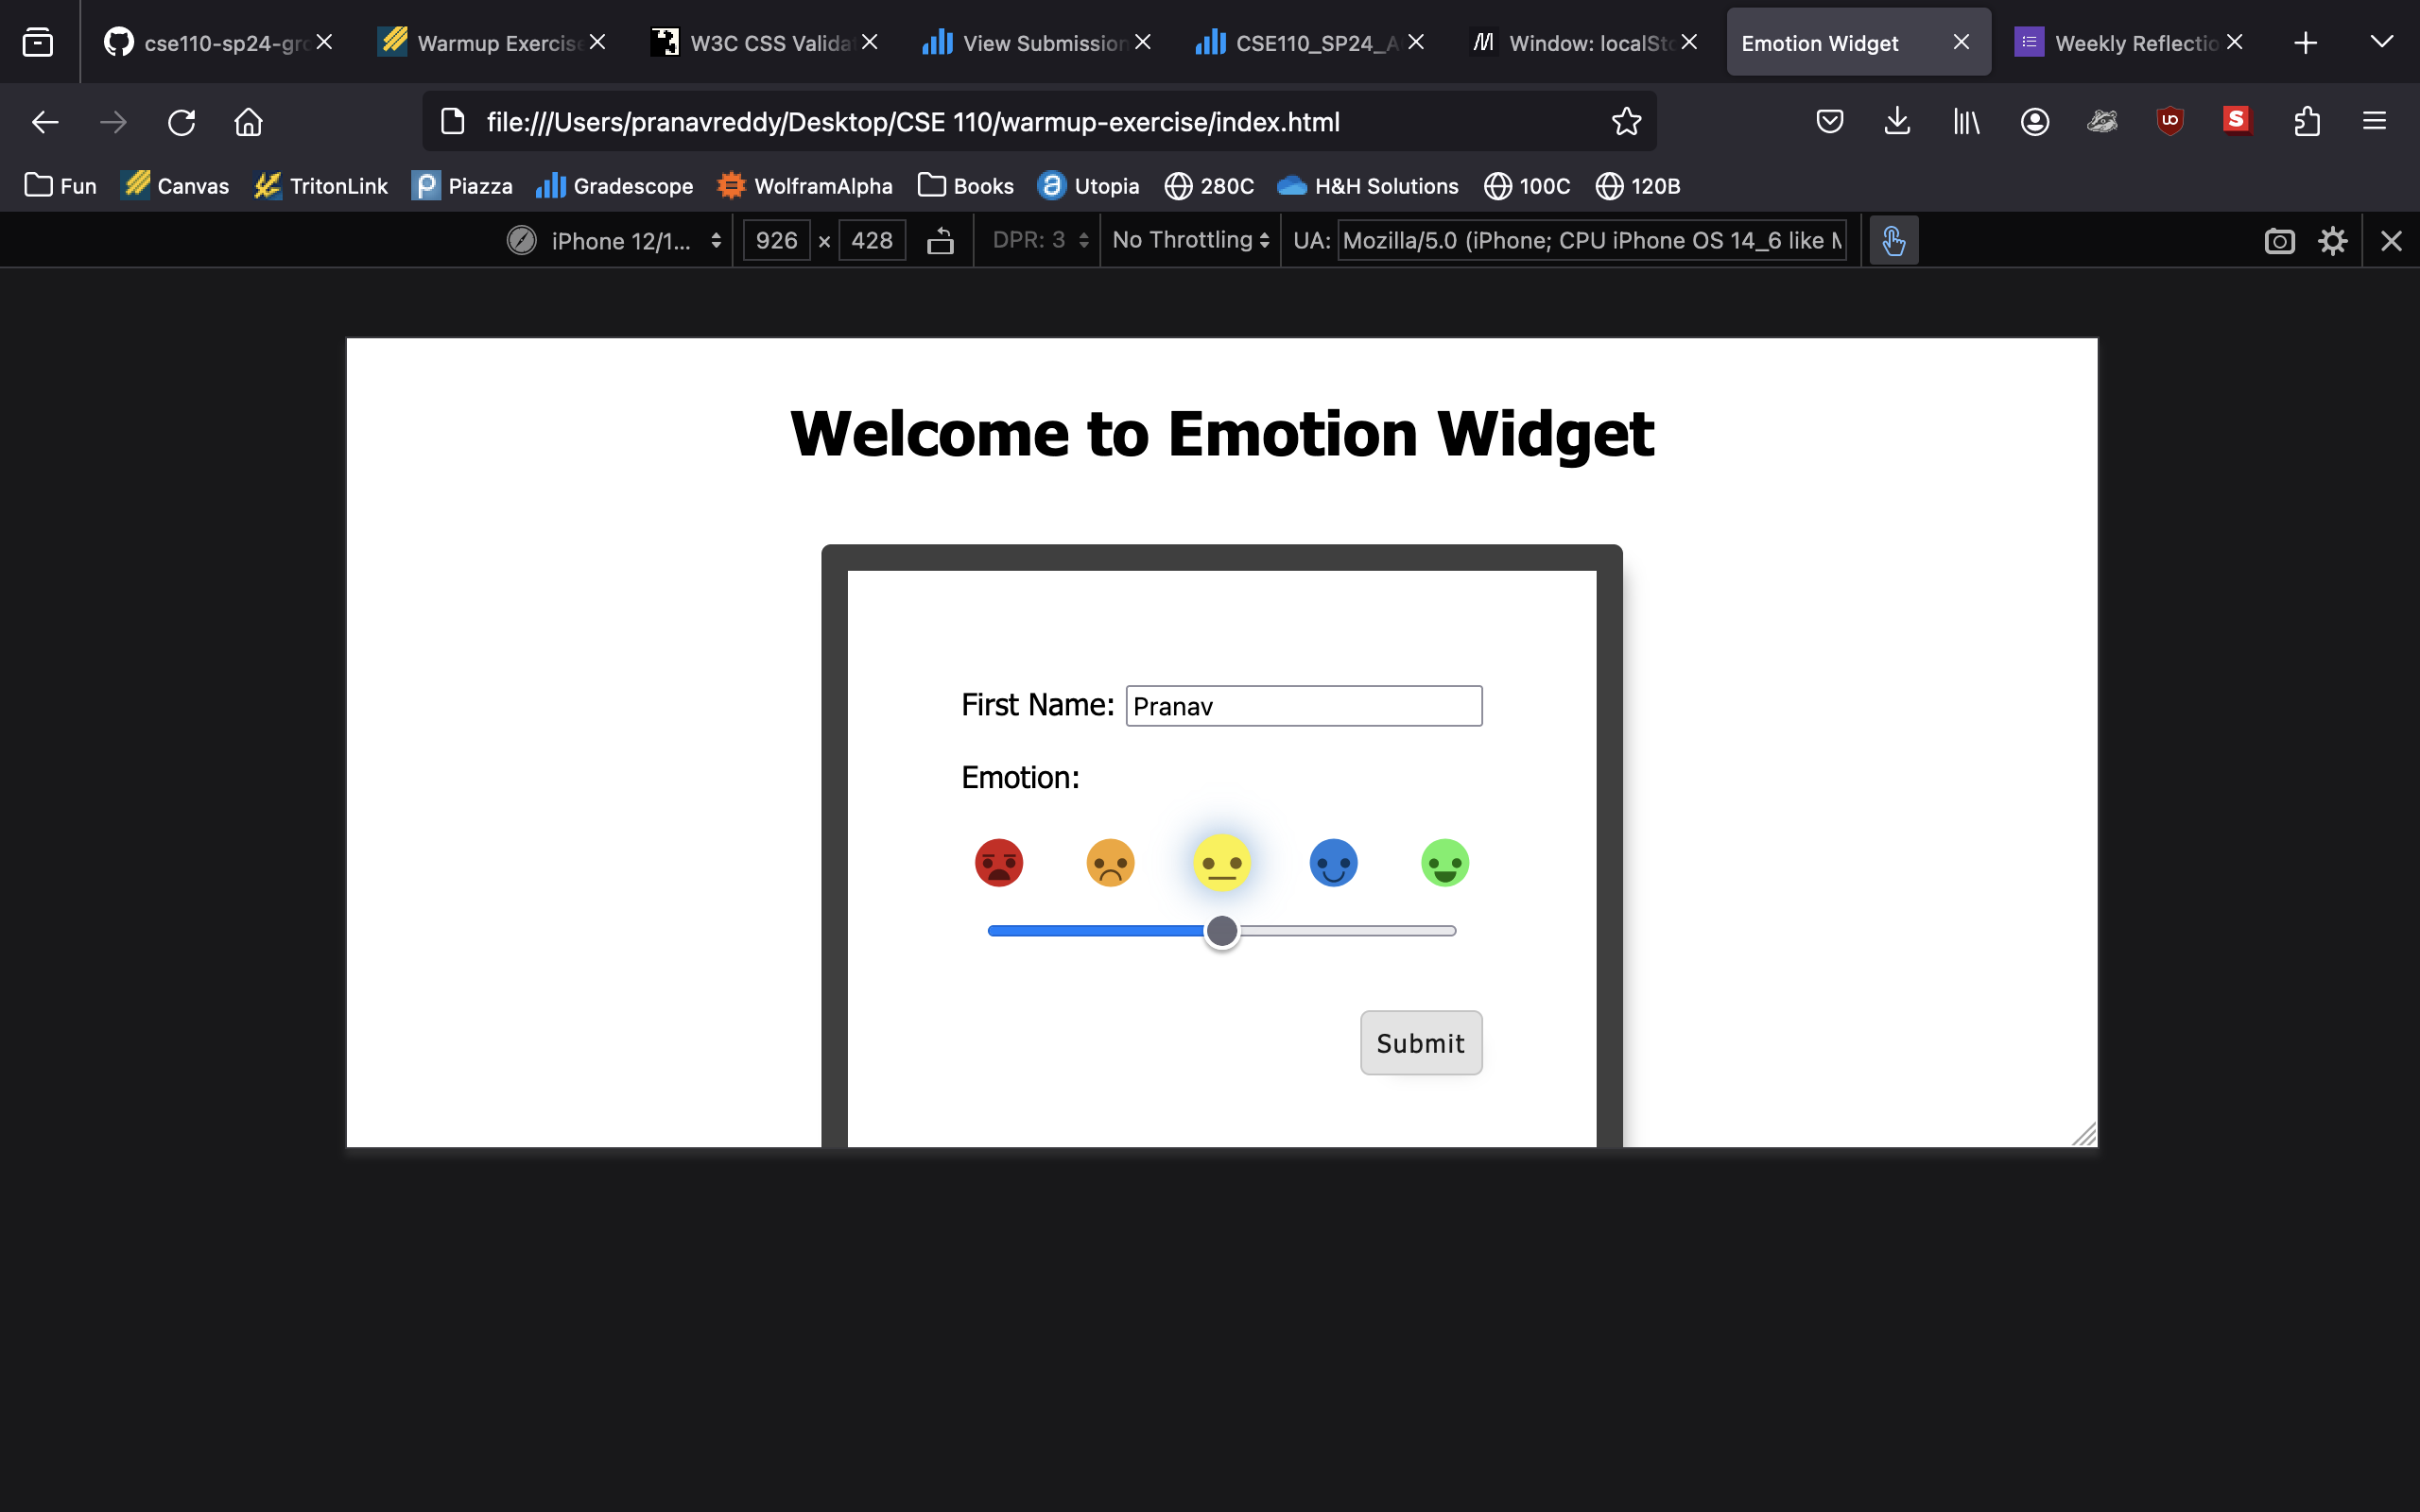 cse110-sp24-gro
Warmup Exercise
W3C CSS Valida
View Submission
CSE110_SP24_A
Window: localSto
Emotion Widget
Weekly Reflectio
file:///Users/pranavreddy/Desktop/CSE 110/warmup-exercise/index.html
Fun Canvas TritonLink Piazza Gradescope WolframAlpha Books Utopia 280C H&H Solutions 100C 120B
iPhone 12/1... 926 × 428 DPR: 3 No Throttling UA: Mozilla/5.0 (iPhone; CPU iPhone OS 14_6 like M
Welcome to Emotion Widget
First Name: Pranav
Emotion:
Submit